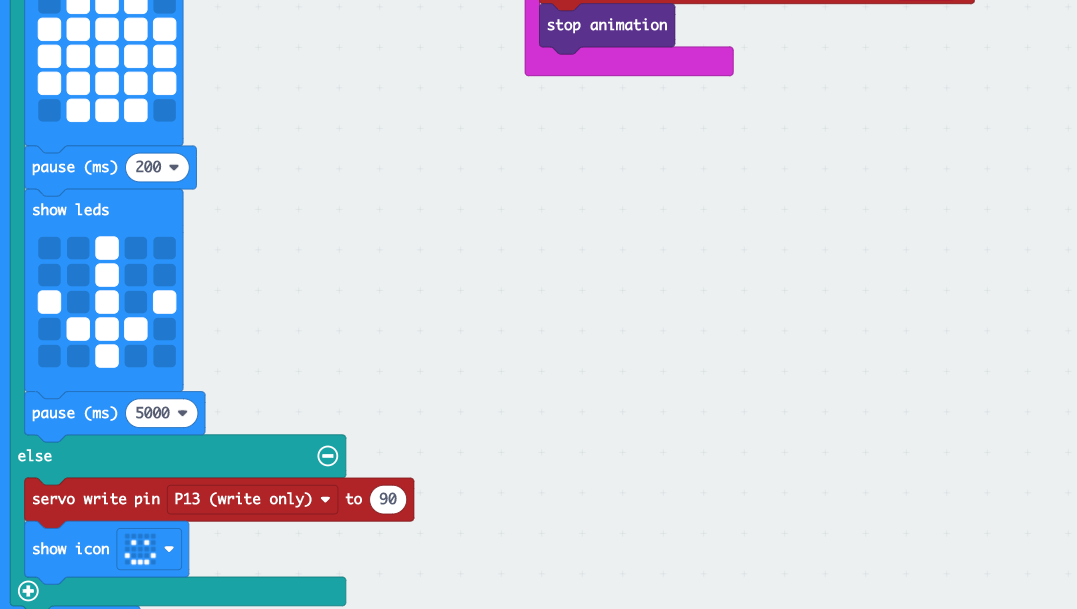 stop animation
pause (ms) 200
show leds
pause (ms) 5000
else
servo write pin P13 (write only) to 90
show icon